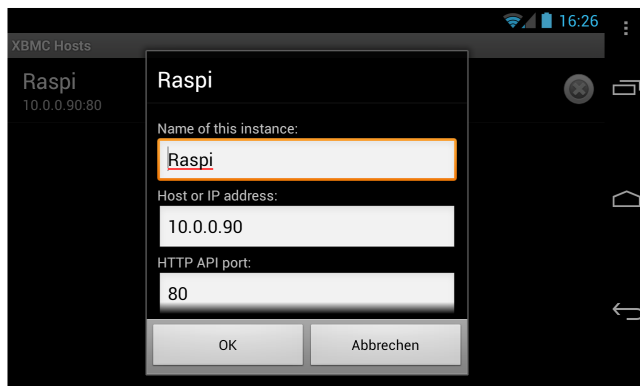 16:26
XBMC Hosts
Raspi
10.0.0.90:80
Raspi
Name of this instance:
Raspi
Host or IP address:
10.0.0.90
HTTP API port:
80
OK
Abbrechen